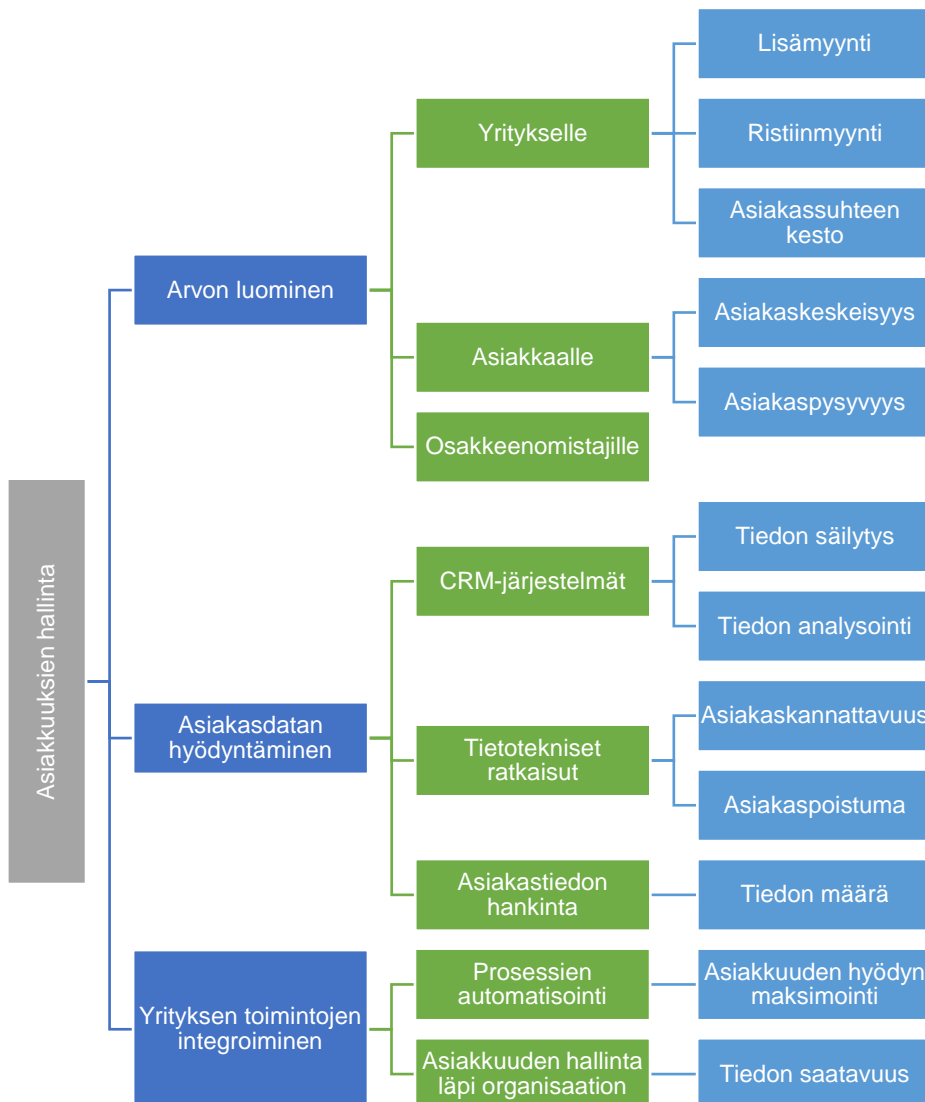 Asiakkuuksien hallinta
Arvon luominen
Yritykselle
Lisämyynti
Ristiinmyynti
Asiakassuhteen
kesto
Asiakkaalle
Asiakaskeskeisyys
Asiakaspysyvyys
Osakkeenomistajille
Asiakasdatan
hyödyntäminen
CRM-järjestelmät
Tiedon säilytys
Tiedon analysointi
Tietotekniset
ratkaisut
Asiakaskannattavuus
Asiakaspoistuma
Asiakastiedon
hankinta
Tiedon määrä
Yrityksen toimintojen
integroiminen
Prosessien
automatisointi
Asiakkuuden hyödyn
maksimointi
Asiakkuuden hallinta
läpi organisaation
Tiedon saatavuus